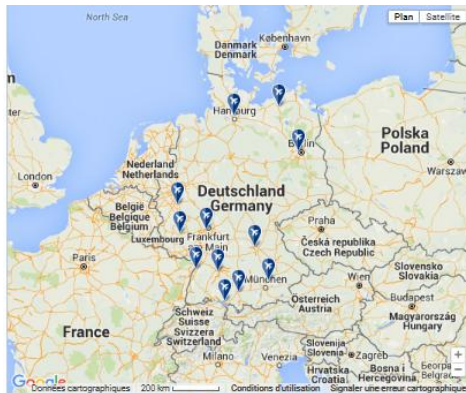 North Sea
Plan
Satellite
København
Danmark
Denmark
Hamburg
Berlin
Polska
Poland
Warszaw
London
Nederland
Netherlands
Deutschland
Germany
België
Belgique
Belgium
Luxembourg
Frankfurt
am Main
Praha
Česká republika
Czech Republic
Paris
Slovensko
Slovakia
München
Wien
Österreich
Austria
Budapest
Magyarország
Hungary
France
Schweiz
Suisse
Svizzera
Switzerland
Slovenija
Slovenia
Zagreb
Milano
Venezia
Hrvatska
Croatia
Bosna i
Hercegovina
Google
Données cartographiques
200 km
Conditions d'utilisation
Signaler une erreur cartographique